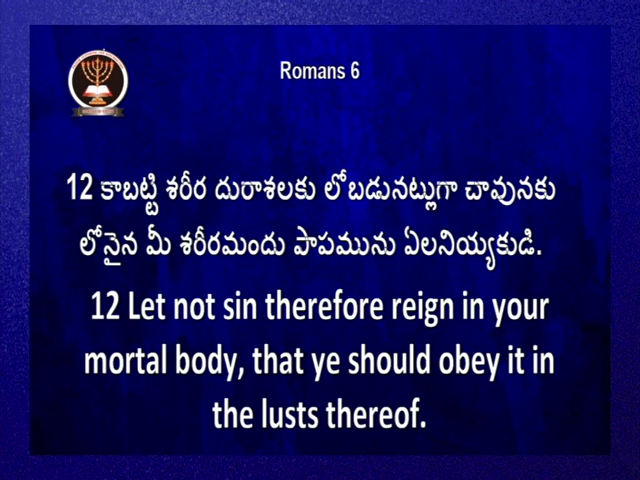 Romans 6
12 కాబట్టి శరీర దురాశలకు లోబడునట్లుగా చావునకు
లోనైన మీ శరీరమందు పాపమును ఏలనియ్యకుడి.
12 Let not sin therefore reign in your
mortal body, that ye should obey it in
the lusts thereof.